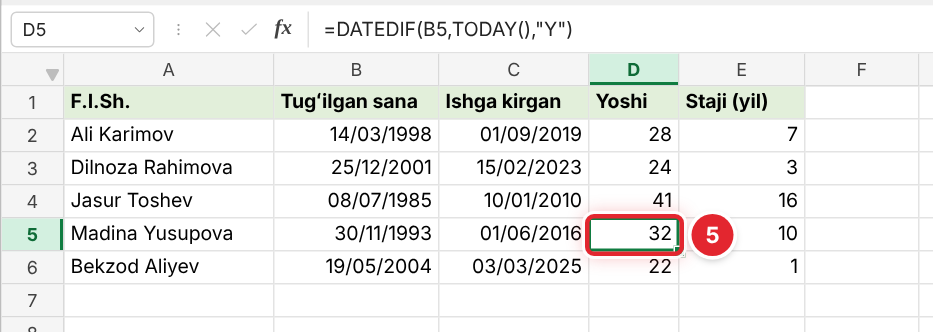 D5 fx =DATEDIF(B5,TODAY(),"Y")
A B C D E F
1 F.I.Sh. Tugʻilgan sana Ishga kirgan Yoshi Staji (yil)
2 Ali Karimov 14/03/1998 01/09/2019 28 7
3 Dilnoza Rahimova 25/12/2001 15/02/2023 24 3
4 Jasur Toshev 08/07/1985 10/01/2010 41 16
5 Madina Yusupova 30/11/1993 01/06/2016 32 5 10
6 Bekzod Aliyev 19/05/2004 03/03/2025 22 1
7
8